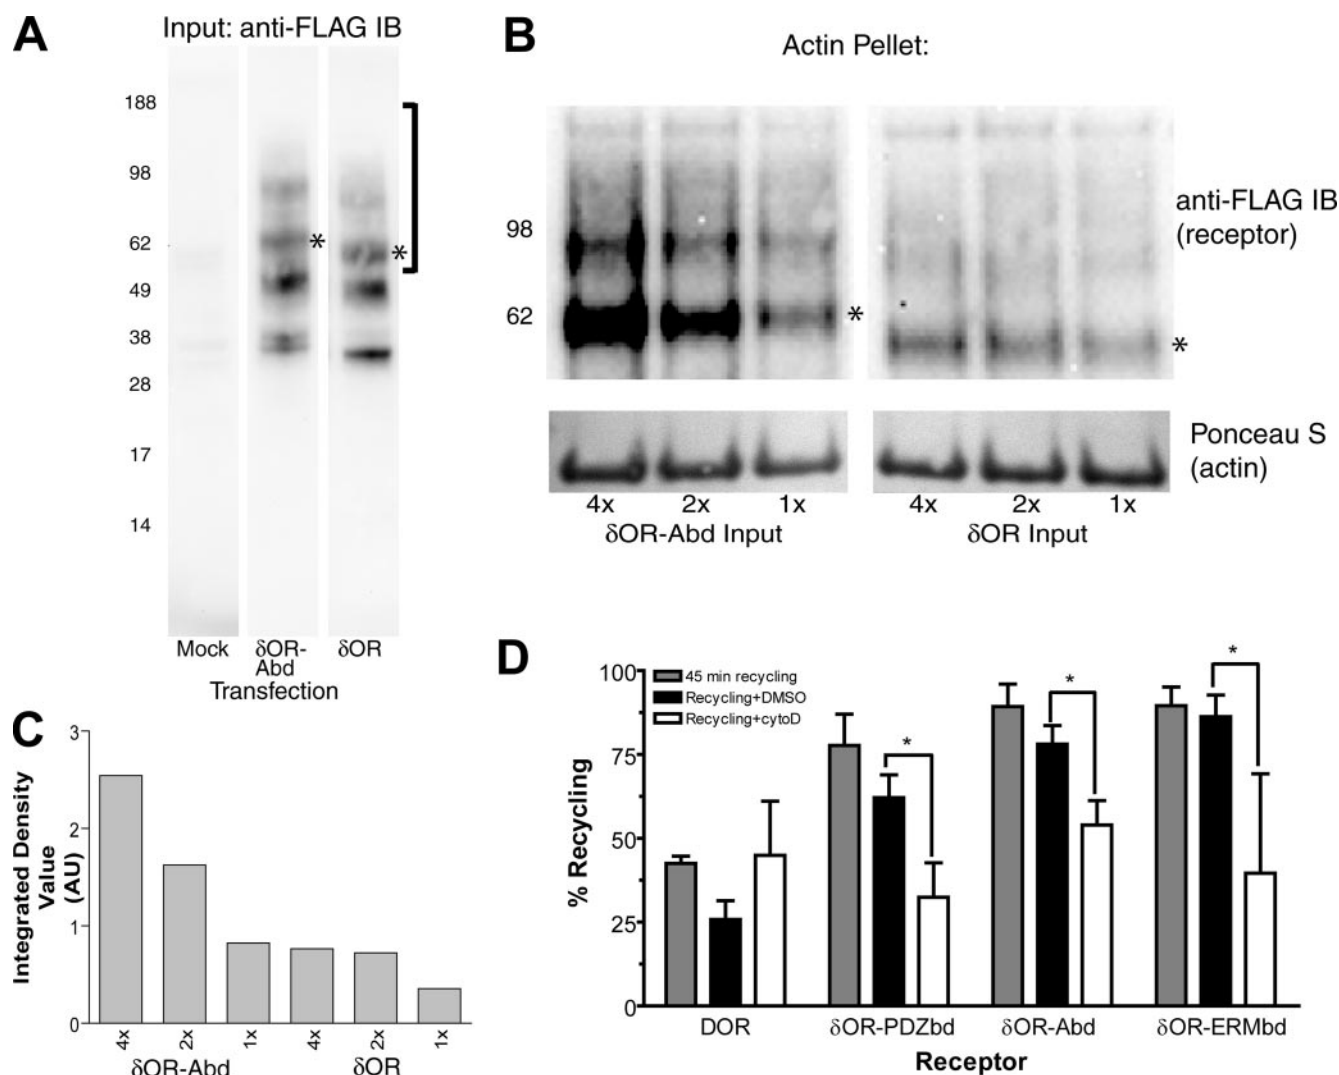 A
Input: anti-FLAG IB
188
98
62
49
38
28
17
14
*
*
Mock
δOR-
Abd
δOR
Transfection
B
Actin Pellet:
98
62
*
*
anti-FLAG IB
(receptor)
Ponceau S
(actin)
4x 2x 1x
δOR-Abd Input
4x 2x 1x
δOR Input
C
Integrated Density
Value
(AU)
3
2
1
0
4x 2x 1x 4x 2x 1x
δOR-Abd δOR
D
45 min recycling
Recycling+DMSO
Recycling+cytoD
% Recycling
100
75
50
25
0
*
*
*
DOR δOR-PDZbd δOR-Abd δOR-ERMbd
Receptor